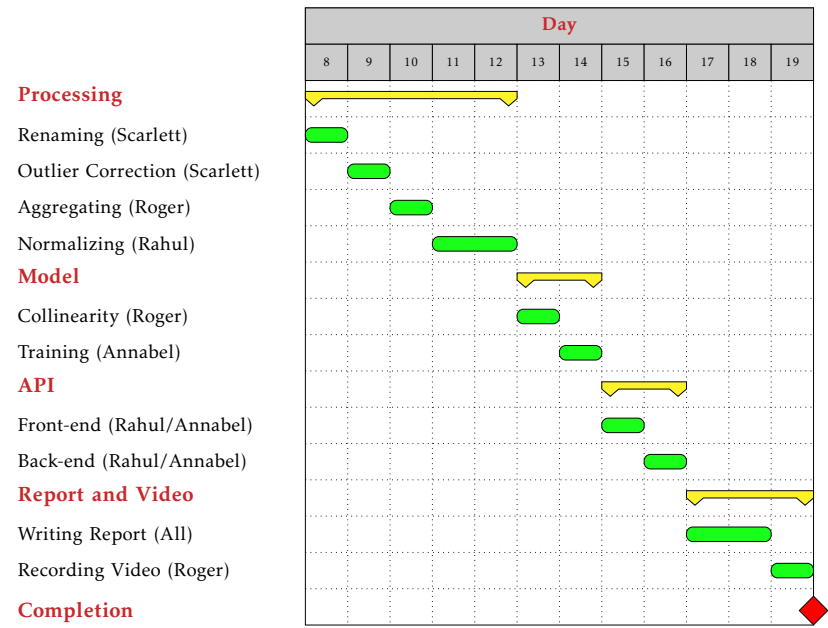 Day
8 9 10 11 12 13 14 15 16 17 18 19
Processing
Renaming (Scarlett)
Outlier Correction (Scarlett)
Aggregating (Roger)
Normalizing (Rahul)
Model
Collinearity (Roger)
Training (Annabel)
API
Front-end (Rahul/Annabel)
Back-end (Rahul/Annabel)
Report and Video
Writing Report (All)
Recording Video (Roger)
Completion